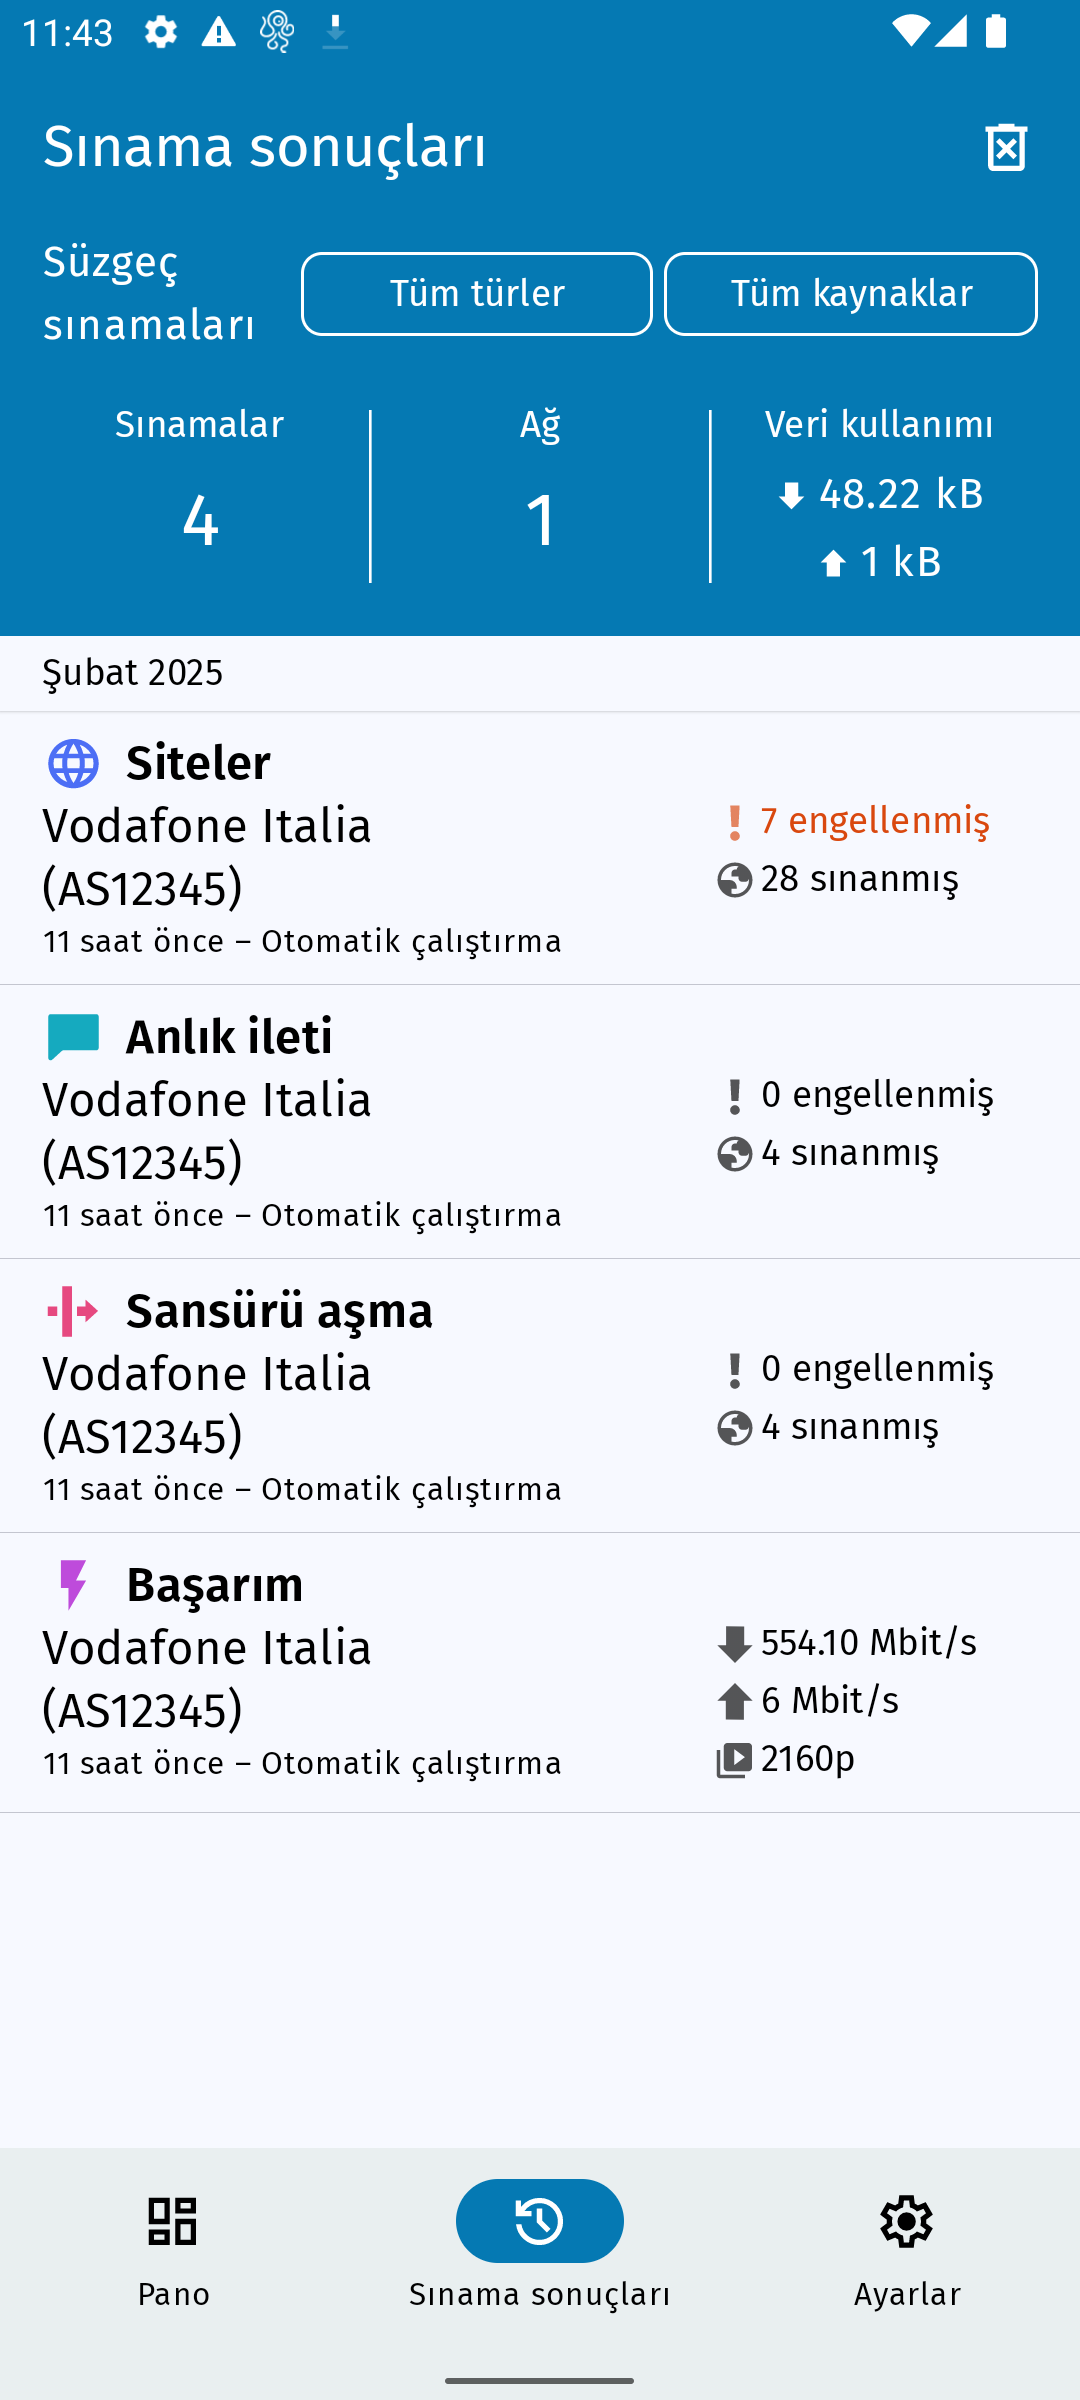 11:43
Sınama sonuçları
Süzgeç
sınamaları
Tüm türler
Tüm kaynaklar
Sınamalar
4
Ağ
1
Veri kullanımı
48.22 kB
1 kB
Şubat 2025
Siteler
Vodafone Italia
(AS12345)
11 saat önce – Otomatik çalıştırma
7 engellenmiş
28 sınanmış
Anlık ileti
Vodafone Italia
(AS12345)
11 saat önce – Otomatik çalıştırma
0 engellenmiş
4 sınanmış
Sansürü aşma
Vodafone Italia
(AS12345)
11 saat önce – Otomatik çalıştırma
0 engellenmiş
4 sınanmış
Başarım
Vodafone Italia
(AS12345)
11 saat önce – Otomatik çalıştırma
554.10 Mbit/s
6 Mbit/s
2160p
Pano
Sınama sonuçları
Ayarlar